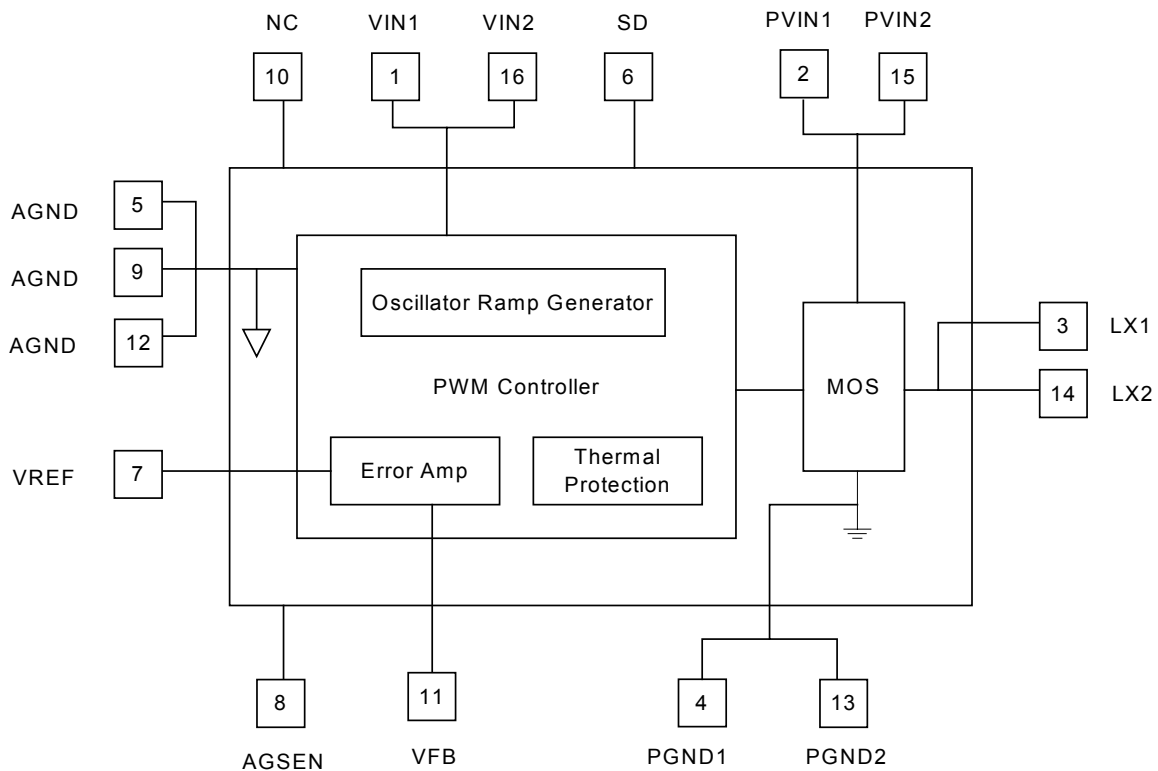 NC VIN1 VIN2 SD PVIN1 PVIN2
10 1 16 6 2 15
AGND 5
AGND 9
AGND 12
Oscillator Ramp Generator
PWM Controller
MOS
3 LX1
14 LX2
VREF 7
Error Amp
Thermal
Protection
8 11 4 13
AGSEN VFB PGND1 PGND2